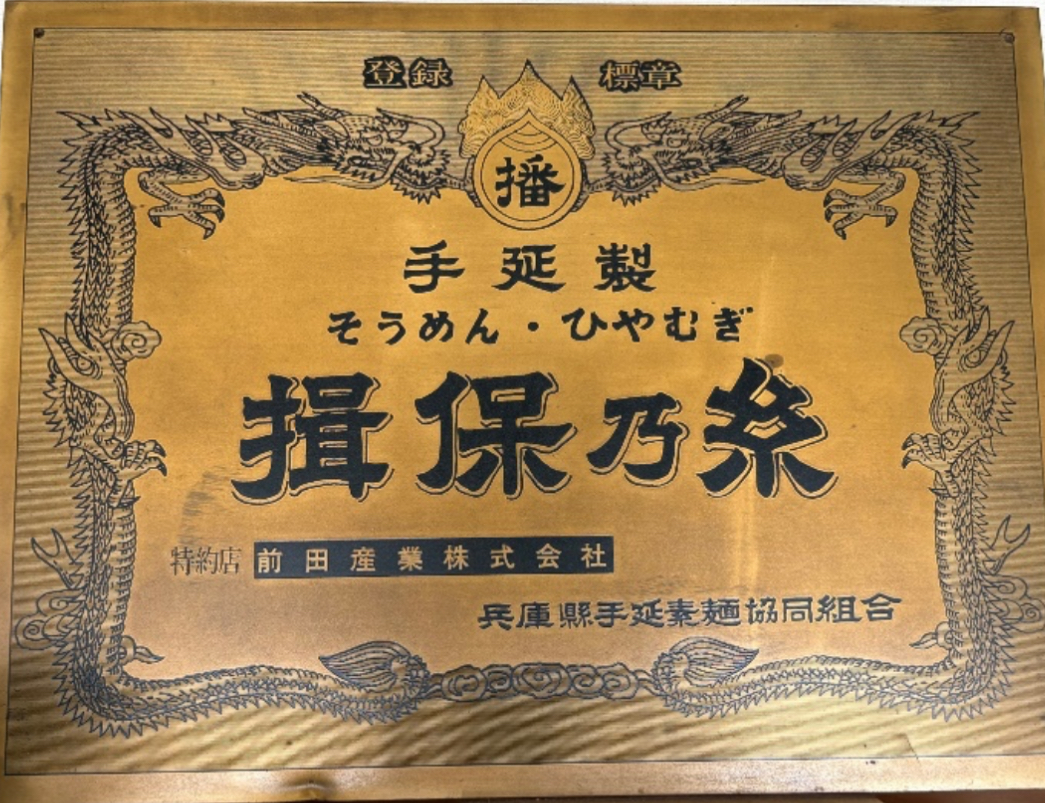 登録 標章
播
手延製
そうめん・ひやむぎ
揖保乃糸
特約店 前田産業株式会社
兵庫縣手延素麺協同組合